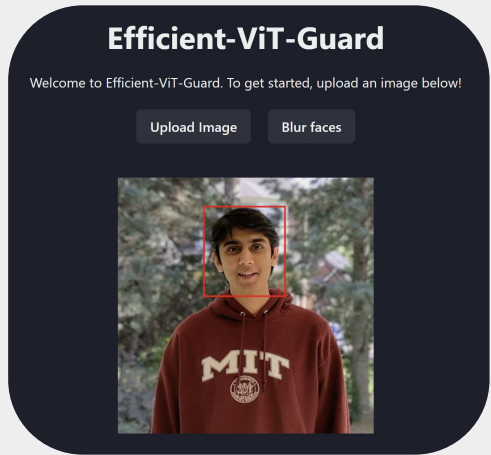 Efficient-ViT-Guard
Welcome to Efficient-ViT-Guard. To get started, upload an image below!
Upload Image Blur faces
MIT